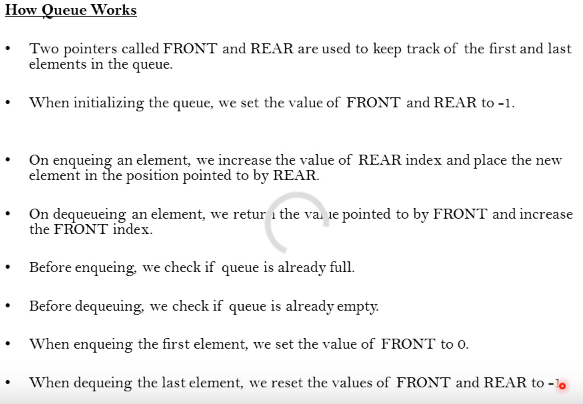 How Queue Works
• Two pointers called FRONT and REAR are used to keep track of the first and last
elements in the queue.
• When initializing the queue, we set the value of FRONT and REAR to -1.
• On enqueing an element, we increase the value of REAR index and place the new
element in the position pointed to by REAR.
• On dequeueing an element, we return the value pointed to by FRONT and increase
the FRONT index.
• Before enqueing, we check if queue is already full.
• Before dequeuing, we check if queue is already empty.
• When enqueing the first element, we set the value of FRONT to 0.
• When dequeing the last element, we reset the values of FRONT and REAR to -1.